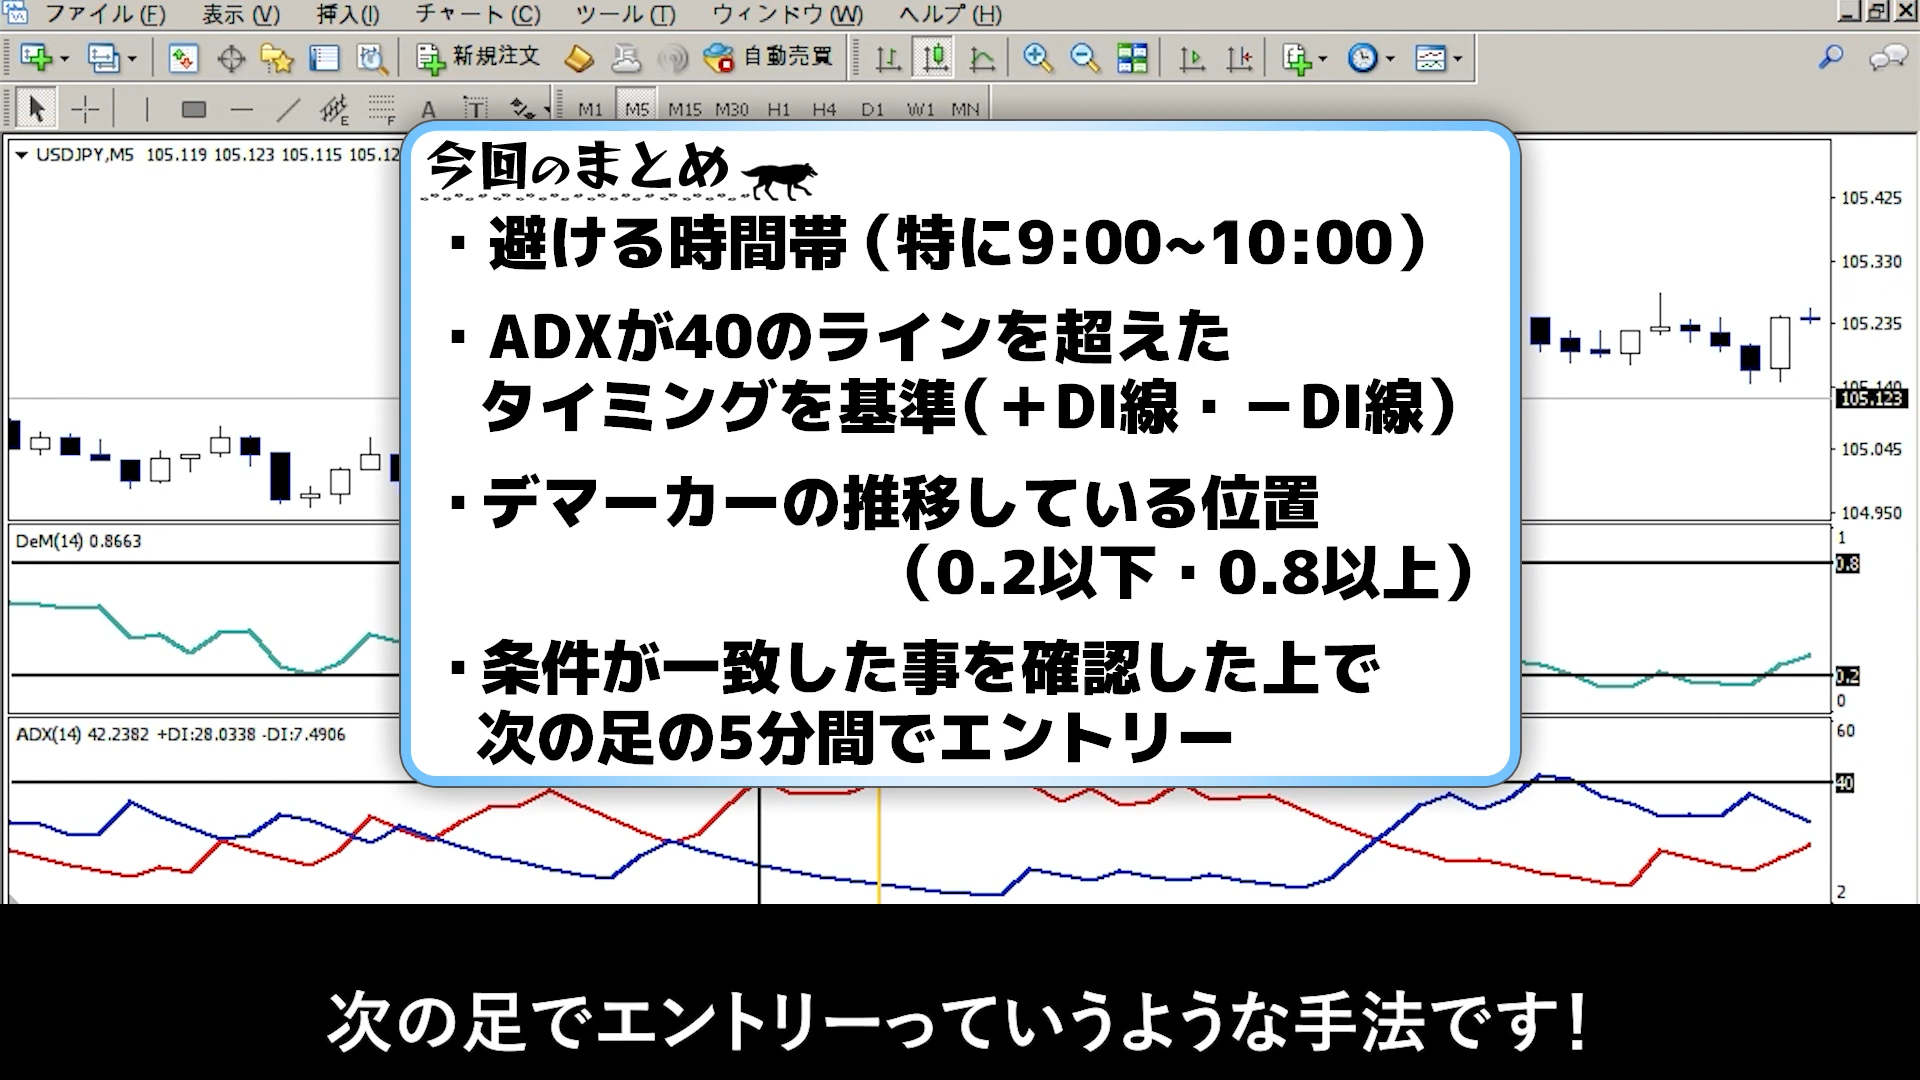 ファイル(F) 表示(V) 挿入(I) チャート(C) ツール(T) ウィンドウ(W) ヘルプ(H)
新規注文 自動売買
E F A T M1 M5 M15 M30 H1 H4 D1 W1 MN
USDJPY,M5 105.119 105.123 105.115 105.12
今回のまとめ
・避ける時間帯（特に9:00~10:00）
・ADXが40のラインを超えた
タイミングを基準（＋DI線・－DI線）
・デマーカーの推移している位置
（0.2以下・0.8以上）
・条件が一致した事を確認した上で
次の足の5分間でエントリー
105.425
105.330
105.235
105.140
105.123
105.045
104.950
DeM(14) 0.8663
1
0.8
0.2
0
ADX(14) 42.2382 +DI:28.0338 -DI:7.4906
60
40
2
次の足でエントリーっていうような手法です！